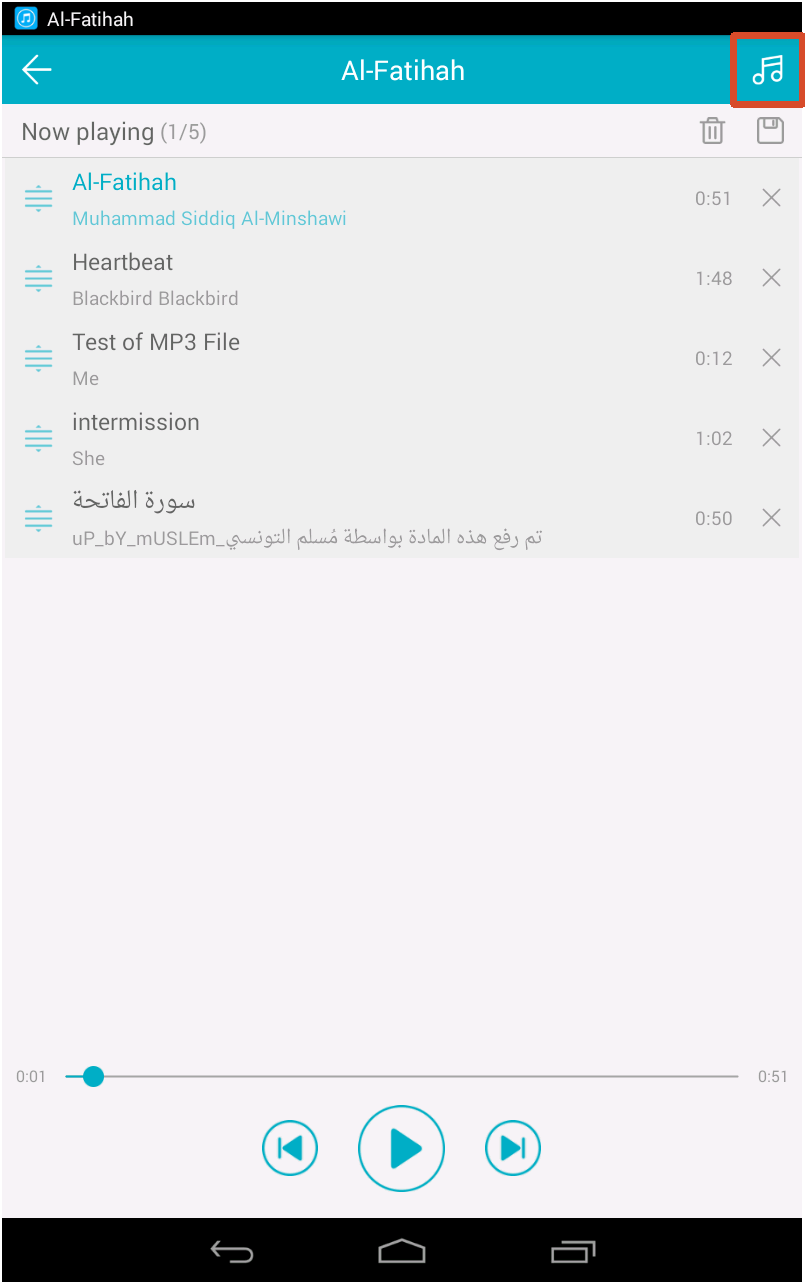 Al-Fatihah
Al-Fatihah
Now playing (1/5)
Al-Fatihah
Muhammad Siddiq Al-Minshawi
0:51
Heartbeat
Blackbird Blackbird
1:48
Test of MP3 File
Me
0:12
intermission
She
1:02
سورة الفاتحة
uP_bY_mUSLEm_تم رفع هذه المادة بواسطة مُسلم التونسي
0:50
0:01
0:51